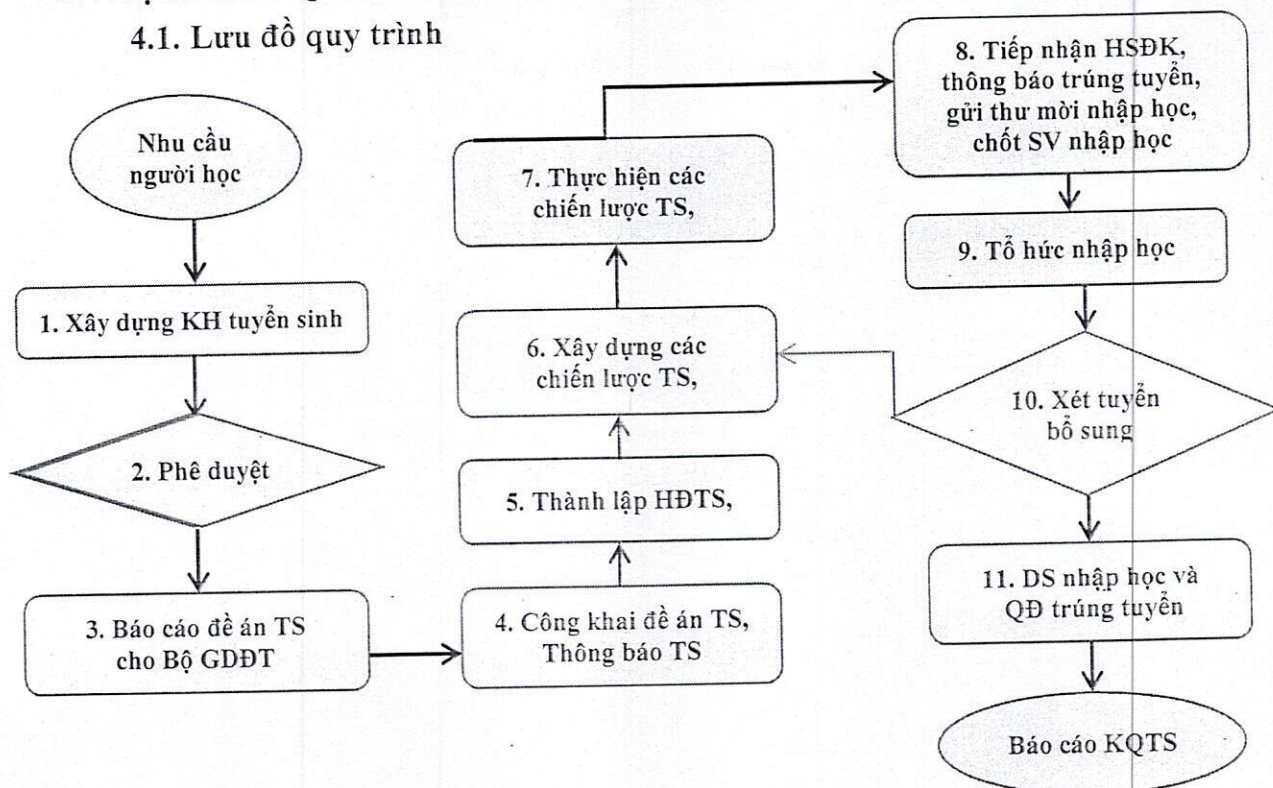 4.1. Lưu đồ quy trình
Nhu cầu
người học
1. Xây dựng KH tuyển sinh
2. Phê duyệt
3. Báo cáo đề án TS
cho Bộ GDĐT
4. Công khai đề án TS,
Thông báo TS
5. Thành lập HĐTS,
6. Xây dựng các
chiến lược TS,
7. Thực hiện các
chiến lược TS,
8. Tiếp nhận HSĐK,
thông báo trúng tuyển,
gửi thư mời nhập học,
chốt SV nhập học
9. Tổ hức nhập học
10. Xét tuyển
bổ sung
11. DS nhập học và
QĐ trúng tuyển
Báo cáo KQTS